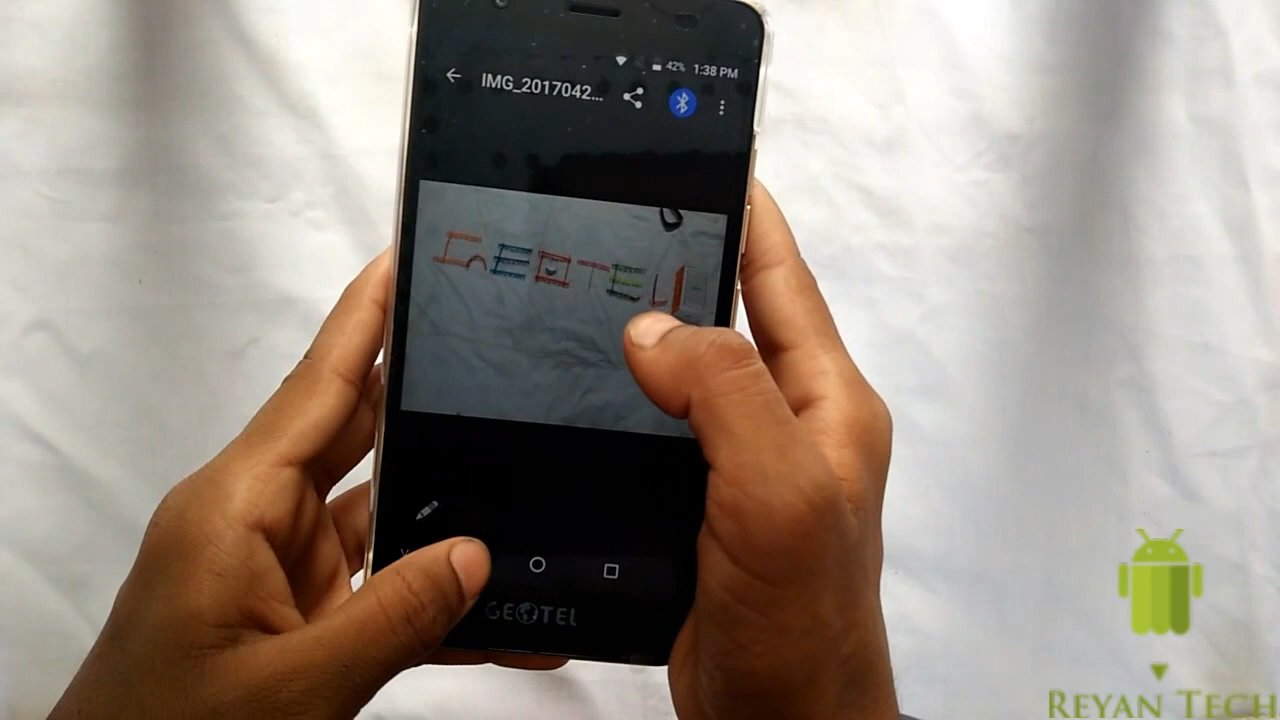 42% 1:38 PM
IMG_2017042...
GEOTEL
GEOTEL
REYAN TECH